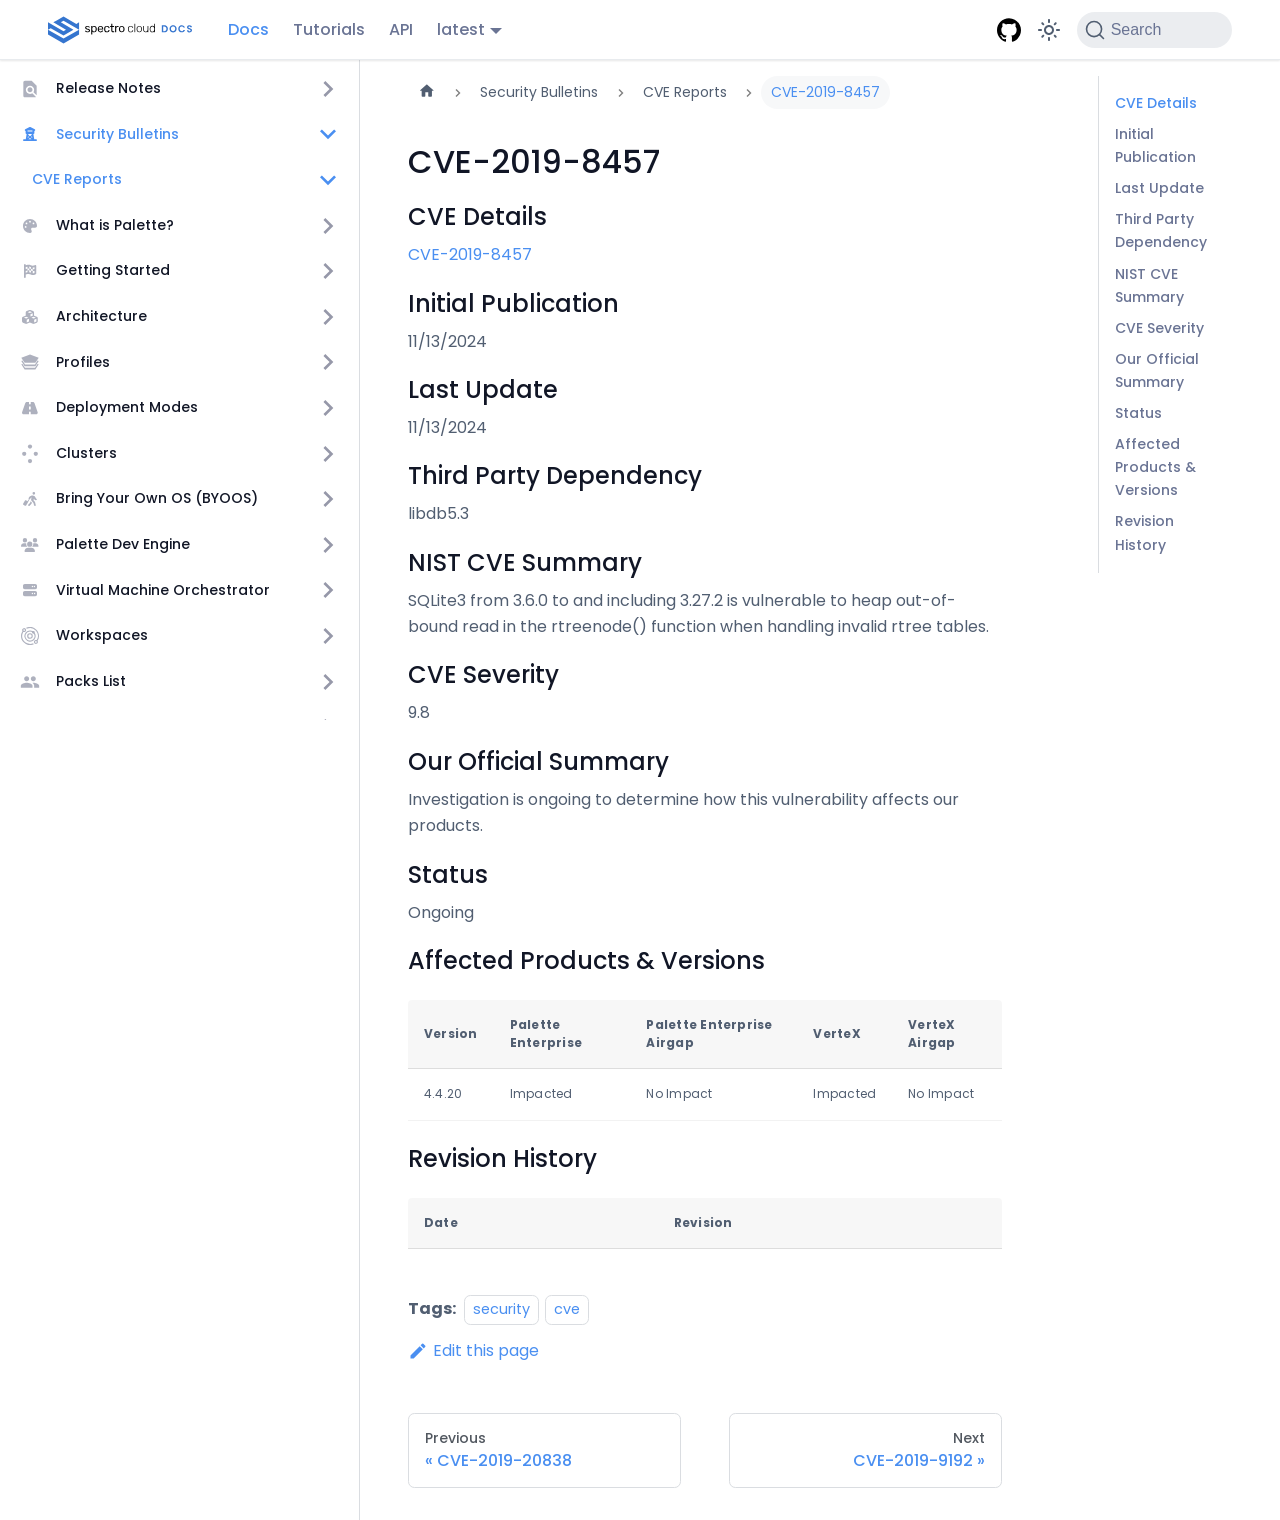 spectro cloud DOCS Docs Tutorials API latest Search
Release Notes
Security Bulletins
CVE Reports
What is Palette?
Getting Started
Architecture
Profiles
Deployment Modes
Clusters
Bring Your Own OS (BYOOS)
Palette Dev Engine
Virtual Machine Orchestrator
Workspaces
Packs List
Security Bulletins CVE Reports CVE-2019-8457
CVE-2019-8457
CVE Details
CVE-2019-8457
Initial Publication
11/13/2024
Last Update
11/13/2024
Third Party Dependency
libdb5.3
NIST CVE Summary
SQLite3 from 3.6.0 to and including 3.27.2 is vulnerable to heap out-of-
bound read in the rtreenode() function when handling invalid rtree tables.
CVE Severity
9.8
Our Official Summary
Investigation is ongoing to determine how this vulnerability affects our
products.
Status
Ongoing
Affected Products & Versions
Version Palette Enterprise Palette Enterprise Airgap VerteX VerteX Airgap
4.4.20 Impacted No Impact Impacted No Impact
Revision History
Date Revision
Tags: security cve
Edit this page
Previous
« CVE-2019-20838
Next
CVE-2019-9192 »
CVE Details
Initial
Publication
Last Update
Third Party
Dependency
NIST CVE
Summary
CVE Severity
Our Official
Summary
Status
Affected
Products &
Versions
Revision
History